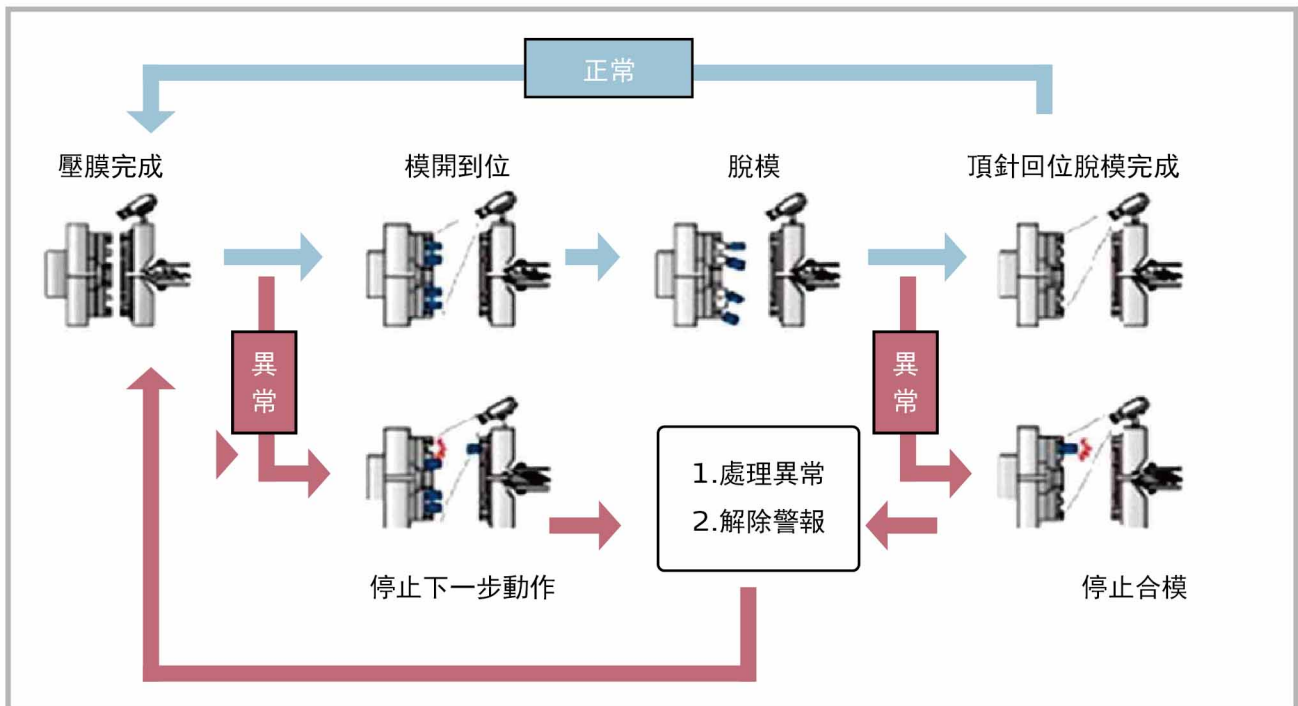 正常
壓膜完成
模開到位
脫模
頂針回位脫模完成
異常
異常
1.處理異常
2.解除警報
停止下一步動作
停止合模